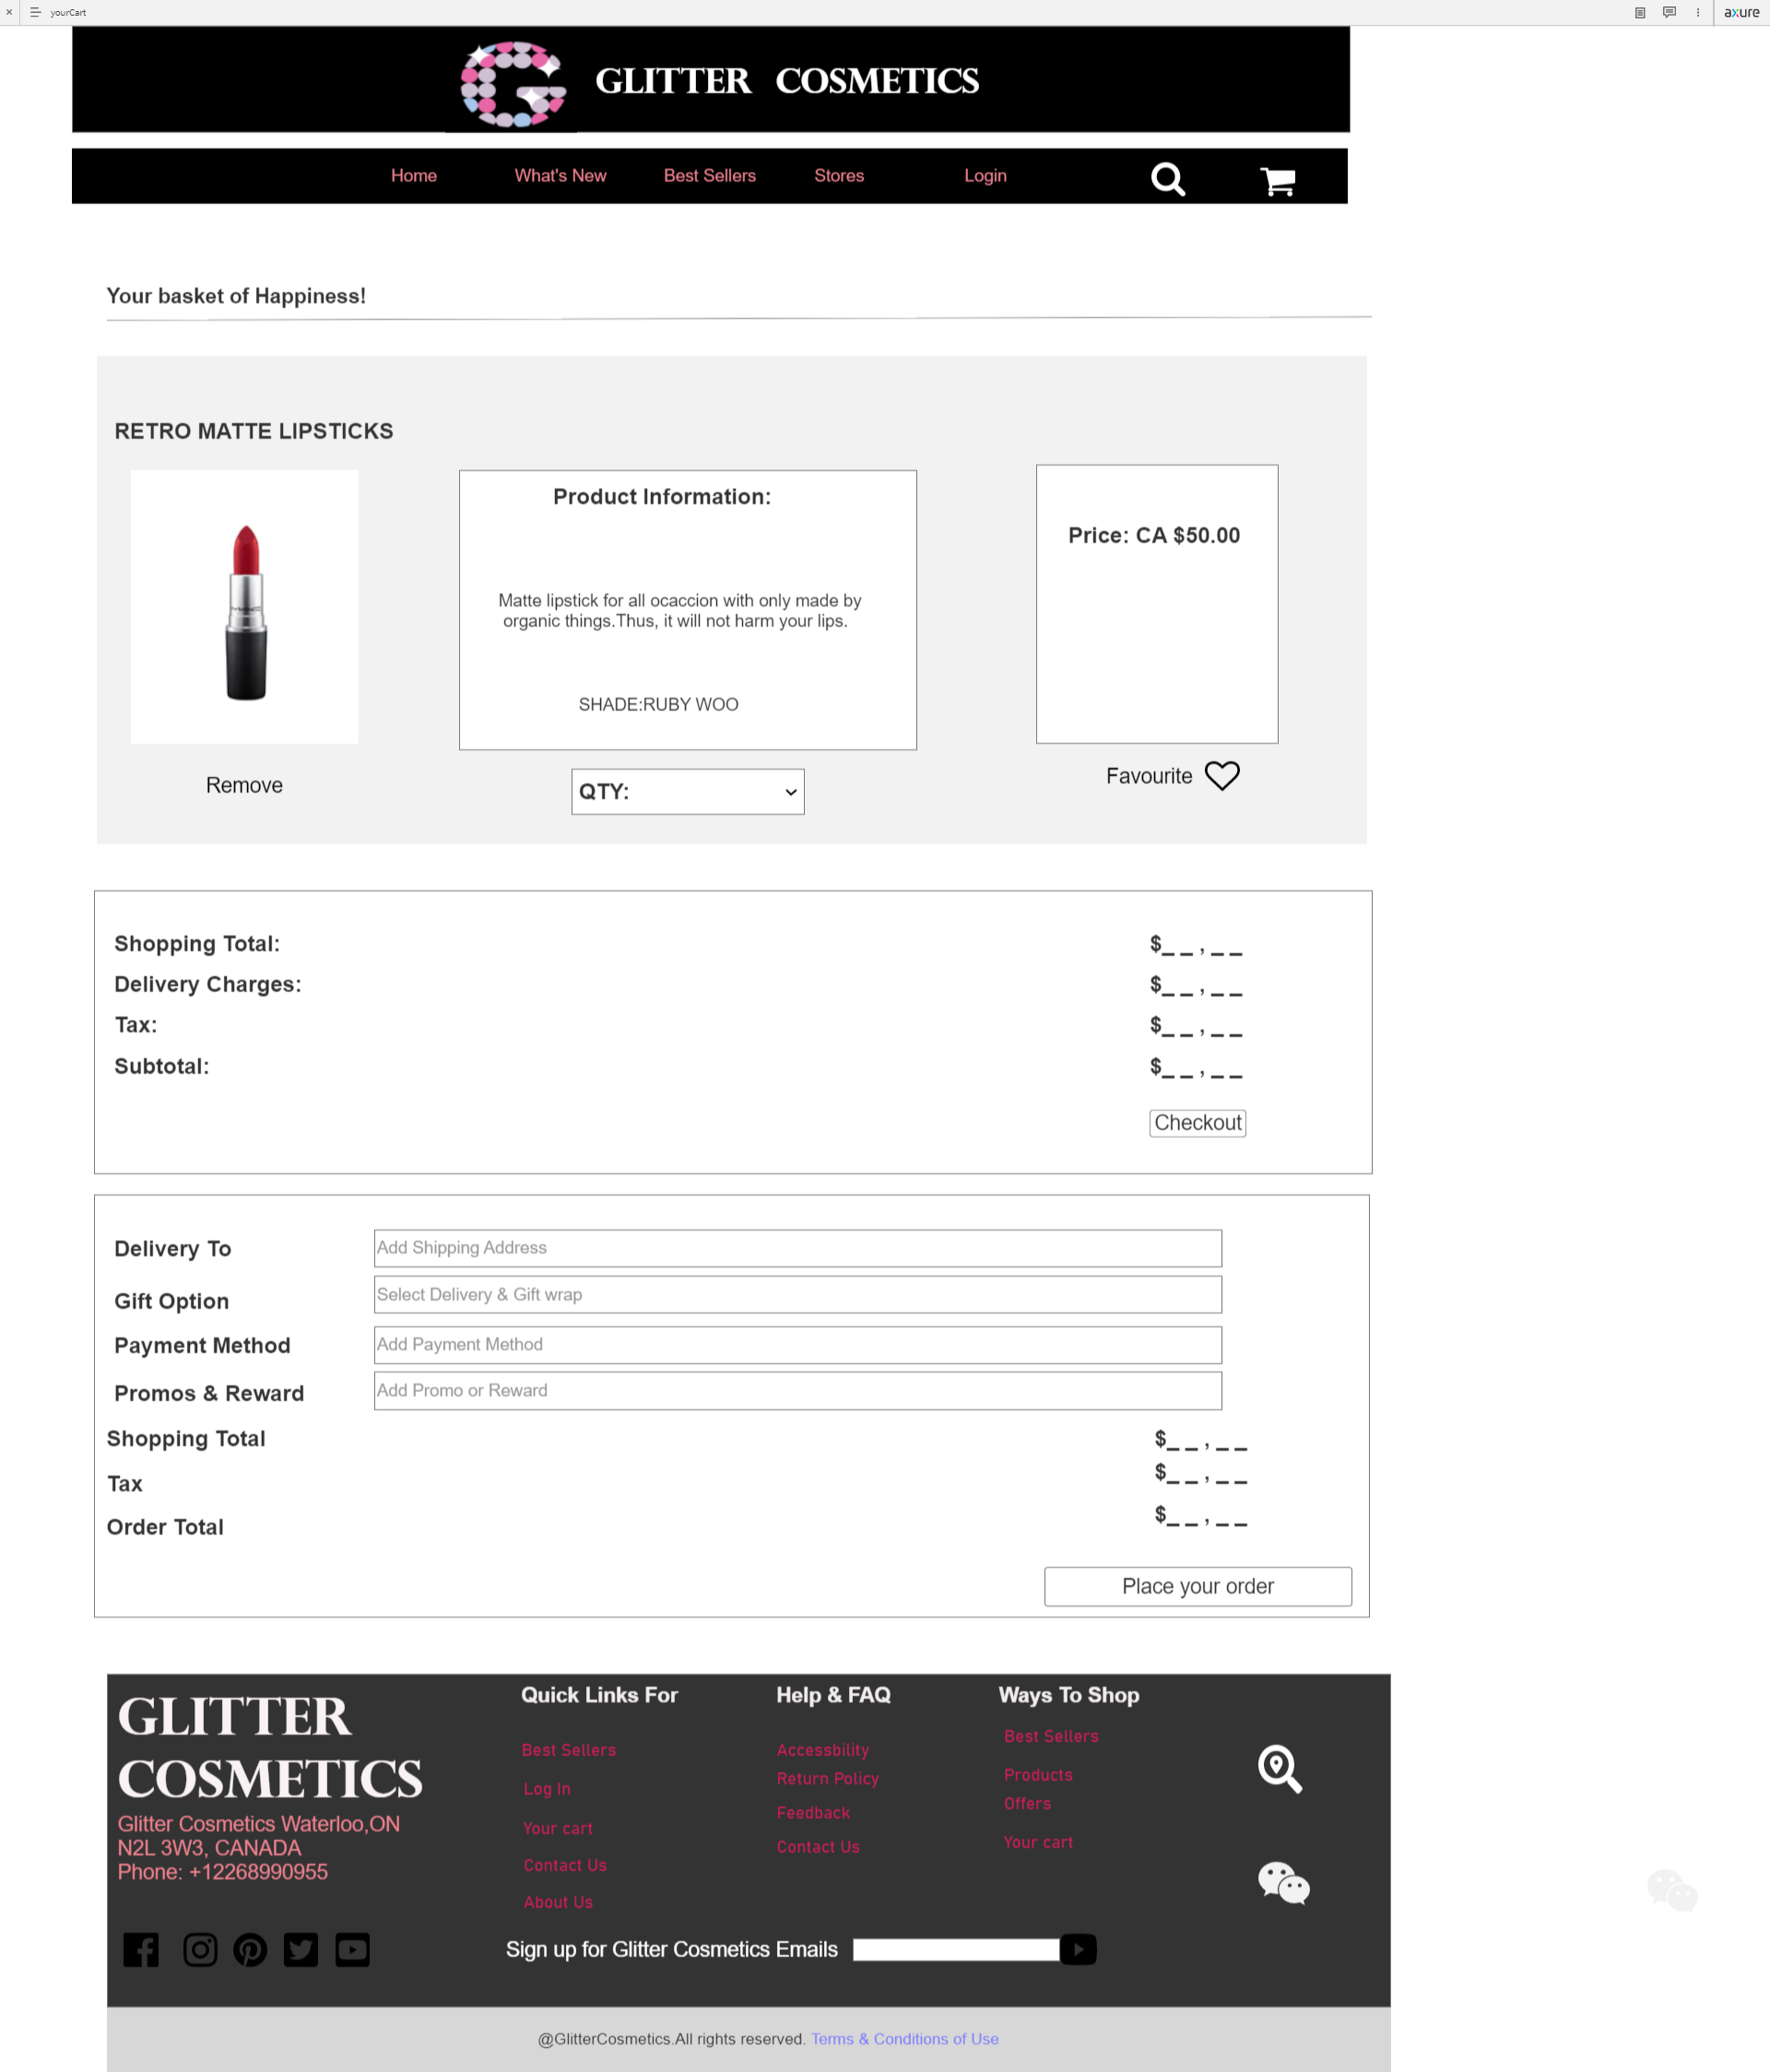 yourCart
axure
GLITTER COSMETICS
Home What's New Best Sellers Stores Login
Your basket of Happiness!
RETRO MATTE LIPSTICKS
Product Information:
Price: CA $50.00
Matte lipstick for all ocaccion with only made by
organic things.Thus, it will not harm your lips.
SHADE:RUBY WOO
Remove
QTY:
Favourite
Shopping Total: $_ _ , _ _
Delivery Charges: $_ _ , _ _
Tax: $_ _ , _ _
Subtotal: $_ _ , _ _
Checkout
Delivery To Add Shipping Address
Gift Option Select Delivery & Gift wrap
Payment Method Add Payment Method
Promos & Reward Add Promo or Reward
Shopping Total $_ _ , _ _
Tax $_ _ , _ _
Order Total $_ _ , _ _
Place your order
GLITTER
COSMETICS
Glitter Cosmetics Waterloo,ON
N2L 3W3, CANADA
Phone: +12268990955
Quick Links For
Best Sellers
Log In
Your cart
Contact Us
About Us
Help & FAQ
Accessbility
Return Policy
Feedback
Contact Us
Ways To Shop
Best Sellers
Products
Offers
Your cart
Sign up for Glitter Cosmetics Emails
@GlitterCosmetics.All rights reserved. Terms & Conditions of Use